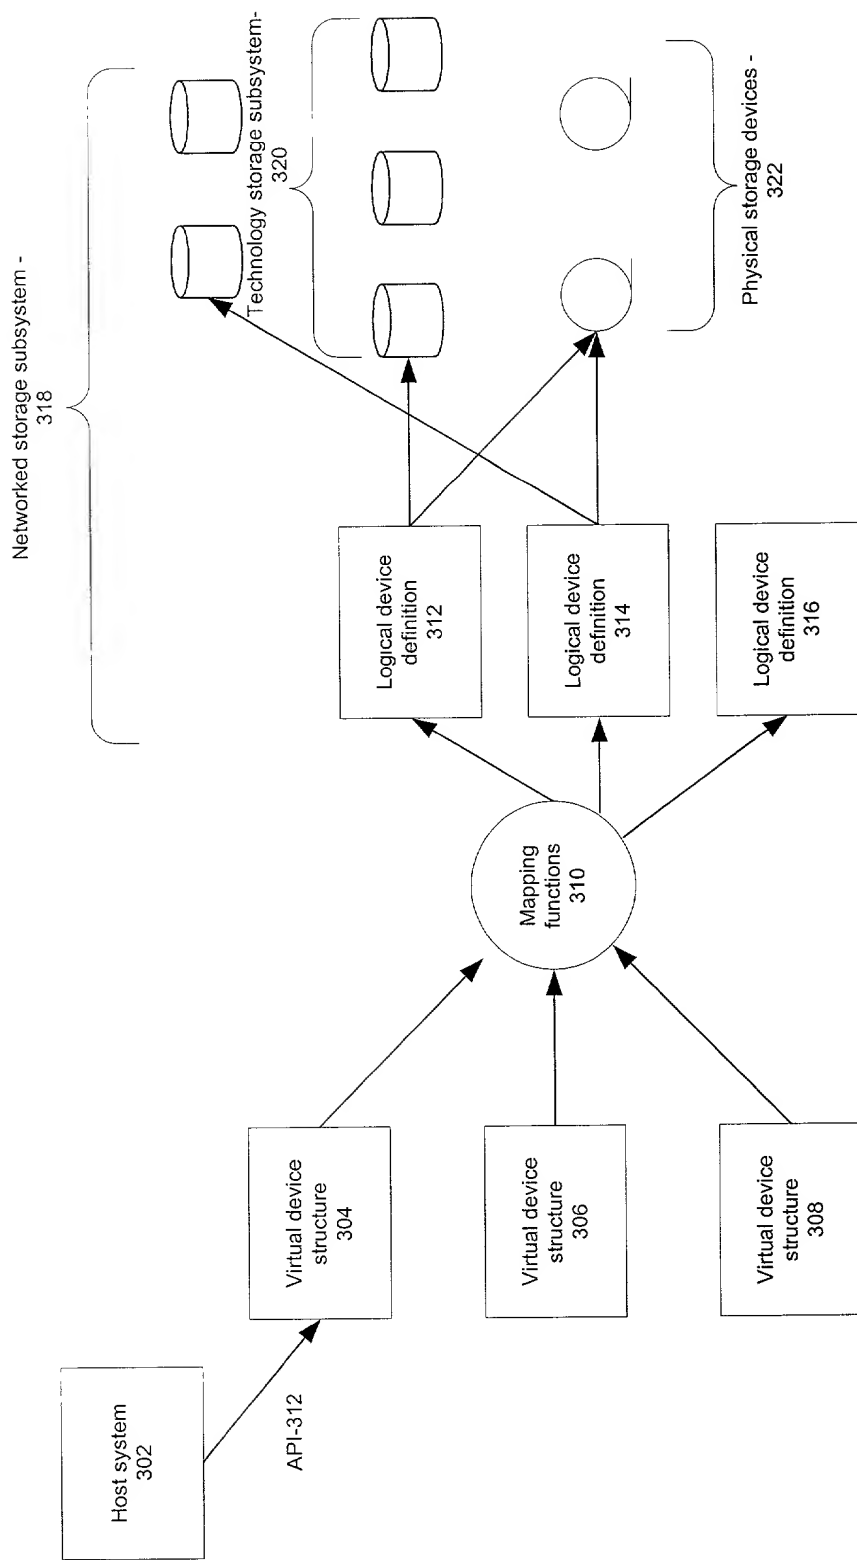 Networked storage subsystem -
318
Technology storage subsystem-
320
Physical storage devices -
322
Logical device
definition
312
Logical device
definition
314
Logical device
definition
316
Mapping
functions
310
Virtual device
structure
304
Virtual device
structure
306
Virtual device
structure
308
Host system
302
API-312